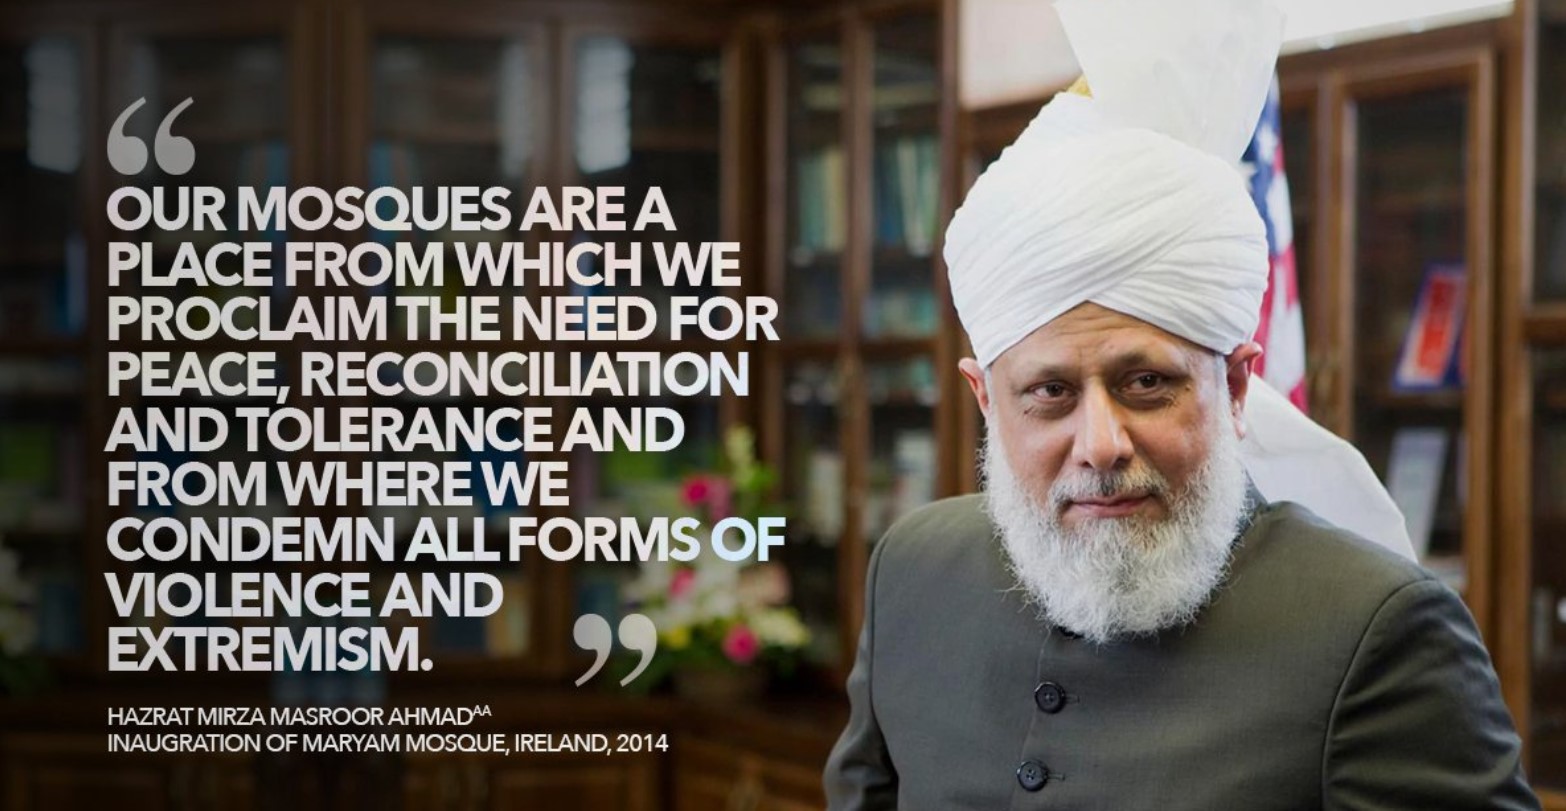 “
OUR MOSQUES ARE A
PLACE FROM WHICH WE
PROCLAIM THE NEED FOR
PEACE, RECONCILIATION
AND TOLERANCE AND
FROM WHERE WE
CONDEMN ALL FORMS OF
VIOLENCE AND
EXTREMISM. ”
HAZRAT MIRZA MASROOR AHMADᴬᴬ
INAUGRATION OF MARYAM MOSQUE, IRELAND, 2014